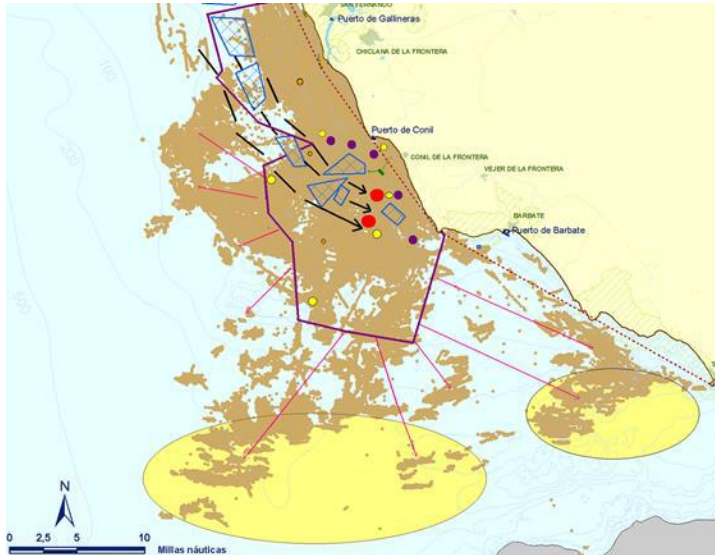 SAN FERNANDO
Puerto de Gallineras
CHICLANA DE LA FRONTERA
100
Puerto de Conil
200
CONIL DE LA FRONTERA
VEJER DE LA FRONTERA
BARBATE
Puerto de Barbate
500
N
0 2,5 5 10 Millas náuticas